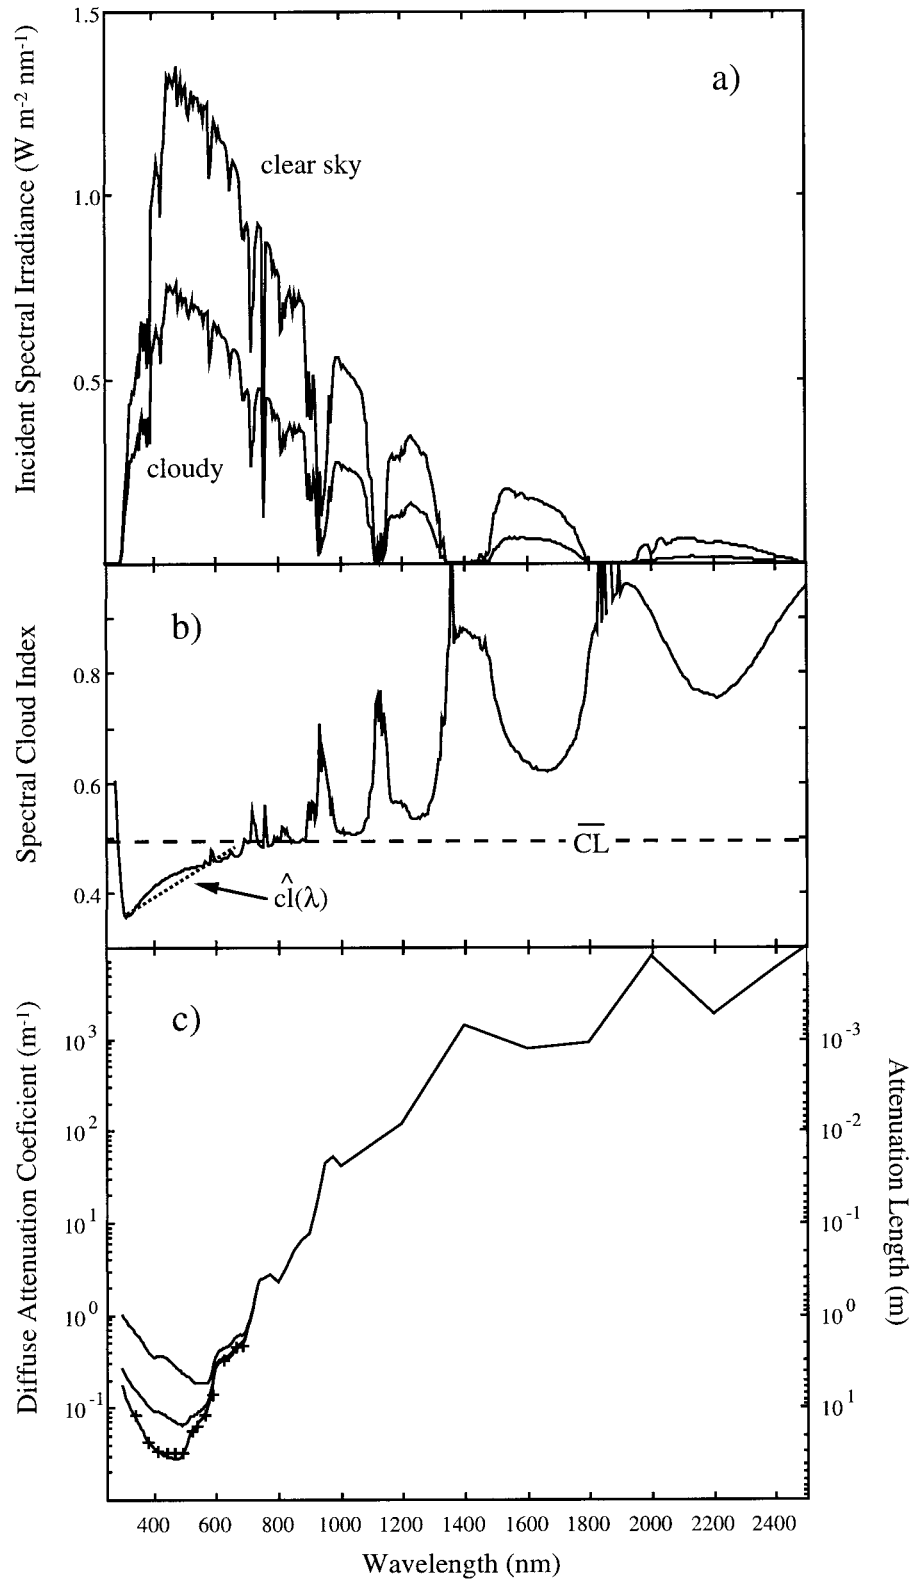 1.5
1.0
0.5
Incident Spectral Irradiance (W m-2 nm-1)
a)
clear sky
cloudy
b)
0.8
0.6
0.4
Spectral Cloud Index
CL
cl(λ)
c)
10³
10²
10¹
10⁰
10⁻¹
Diffuse Attenuation Coeficient (m-1)
10⁻³
10⁻²
10⁻¹
10⁰
10¹
Attenuation Length (m)
400 600 800 1000 1200 1400 1600 1800 2000 2200 2400
Wavelength (nm)